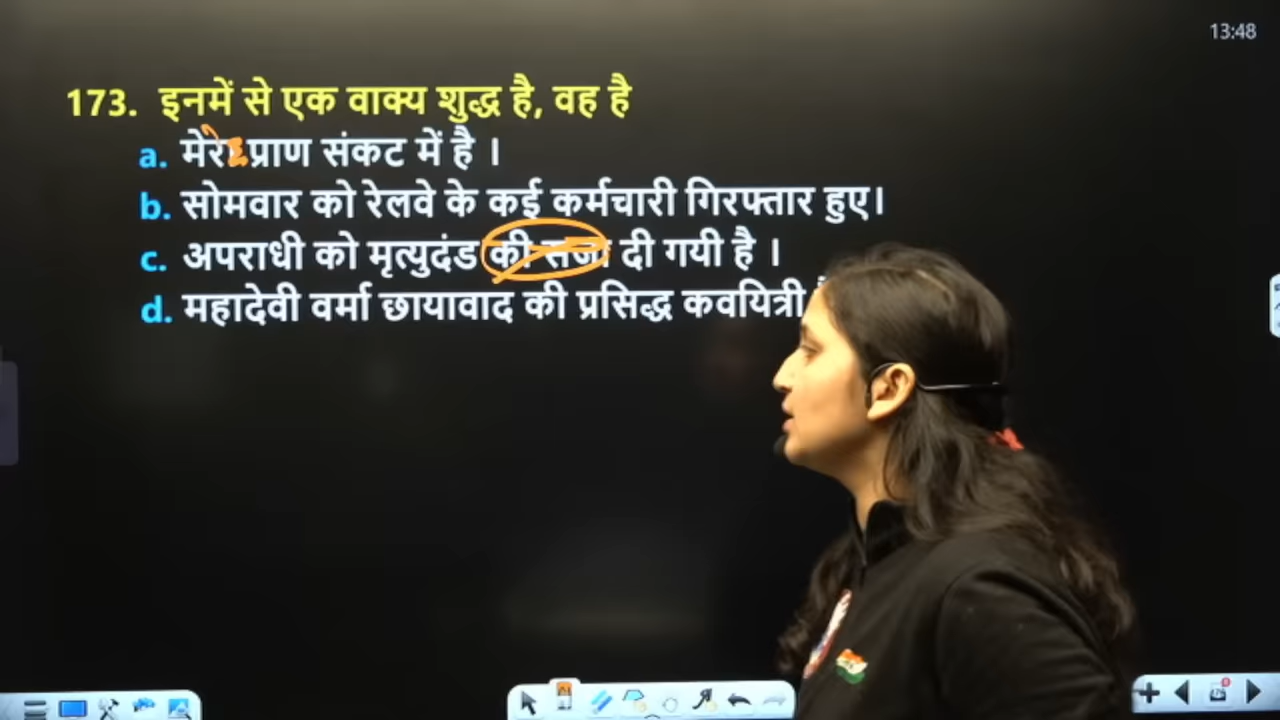 13:48
173. इनमें से एक वाक्य शुद्ध है, वह है
a. मेरा प्राण संकट में है ।
b. सोमवार को रेलवे के कई कर्मचारी गिरफ्तार हुए।
c. अपराधी को मृत्युदंड की सजा दी गयी है ।
d. महादेवी वर्मा छायावाद की प्रसिद्ध कवयित्री